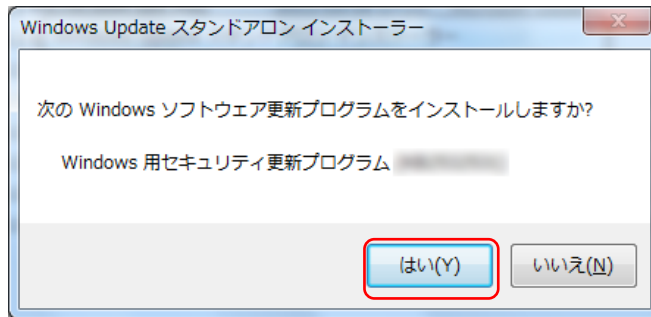 Windows Update スタンドアロン インストーラー
次の Windows ソフトウェア更新プログラムをインストールしますか?
Windows 用セキュリティ更新プログラム
はい(Y)
いいえ(N)